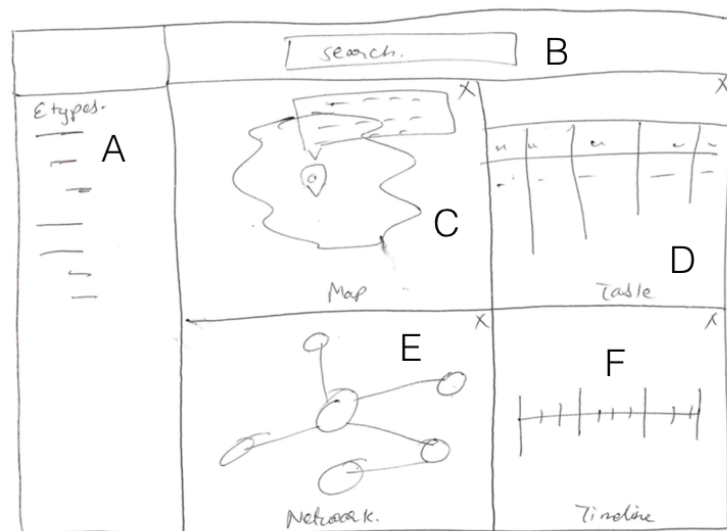 search. B
Etypes.
A
X
X
C
D
Map
Table
X
X
E
F
Network.
Timeline